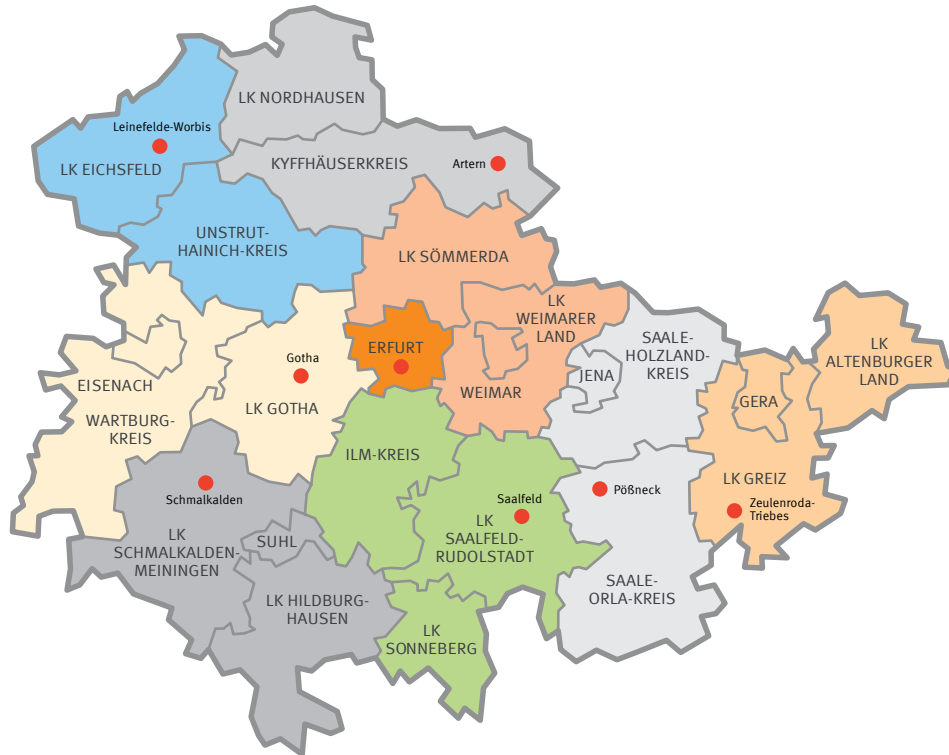 LK NORDHAUSEN
Leinefelde-Worbis
LK EICHSFELD
KYFFHÄUSERKREIS
Artern
UNSTRUT-
HAINICH-KREIS
LK SÖMMERDA
LK
WEIMARER
LAND
ERFURT
WEIMAR
JENA
SAALE-
HOLZLAND-
KREIS
LK
ALTENBURGER
LAND
GERA
Gotha
LK GOTHA
EISENACH
WARTBURG-
KREIS
ILM-KREIS
Schmalkalden
LK
SCHMALKALDEN-
MEININGEN
SUHL
LK HILDBURG-
HAUSEN
Saalfeld
LK
SAALFELD-
RUDOLSTADT
LK
SONNEBERG
Pößneck
SAALE-
ORLA-KREIS
LK GREIZ
Zeulenroda-
Triebes